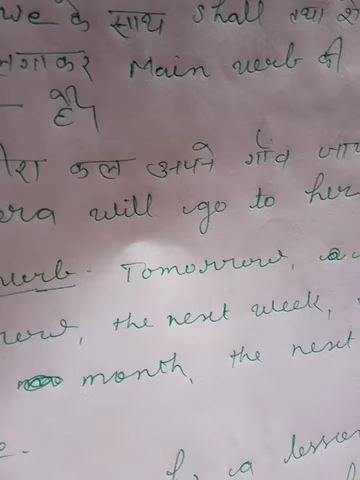 we के साथ shall तथा
लगाकर Main verb की
है।
कल अपने गाँव
will go to her
verb - Tomorrow,
the next week,
month, the next
a lesson